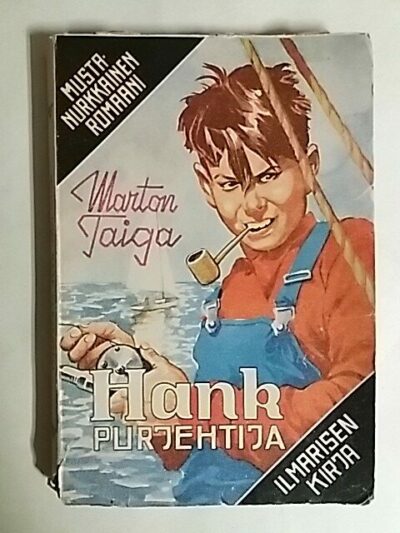 MUSTA-
NURKKAINEN
ROMAANI
Marton
Taiga
Hank
PURJEHTIJA
ILMARISEN
KIRJA